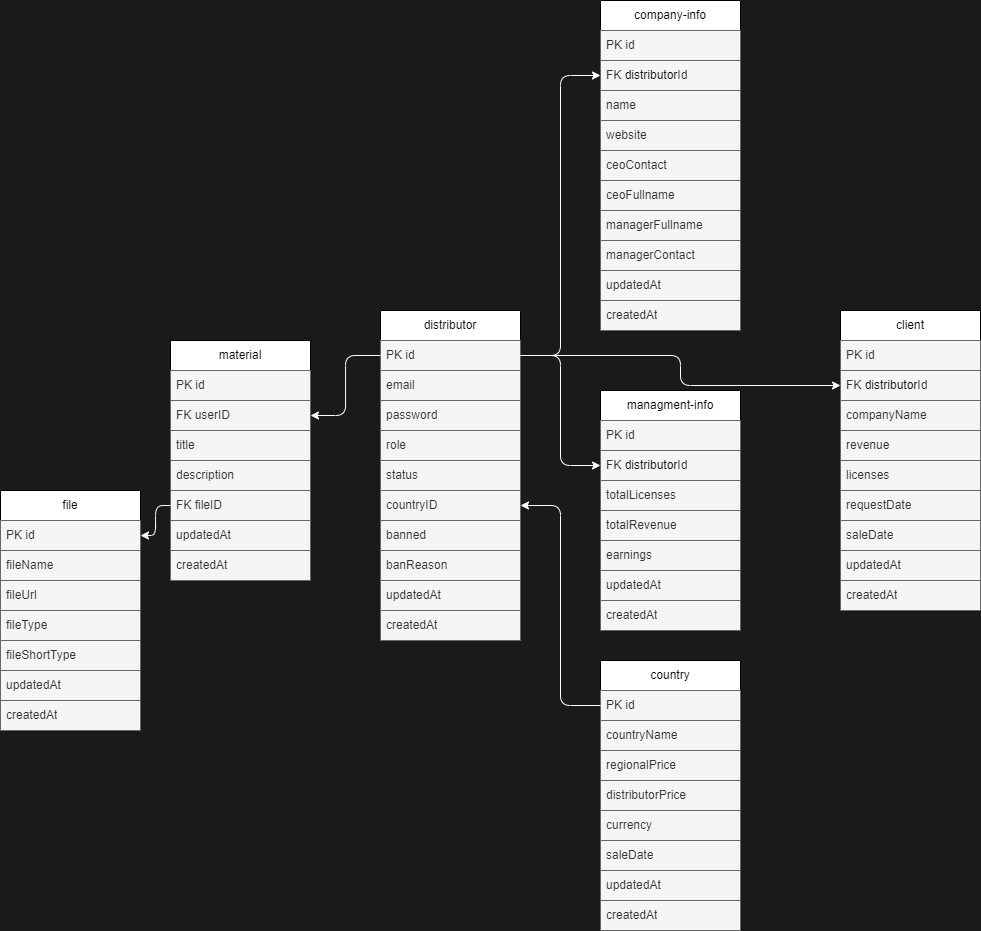 company-info
PK id
FK distributorId
name
website
ceoContact
ceoFullname
managerFullname
managerContact
updatedAt
createdAt
distributor
PK id
email
password
role
status
countryID
banned
banReason
updatedAt
createdAt
client
PK id
FK distributorId
companyName
revenue
licenses
requestDate
saleDate
updatedAt
createdAt
material
PK id
FK userID
title
description
FK fileID
updatedAt
createdAt
managment-info
PK id
FK distributorId
totalLicenses
totalRevenue
earnings
updatedAt
createdAt
file
PK id
fileName
fileUrl
fileType
fileShortType
updatedAt
createdAt
country
PK id
countryName
regionalPrice
distributorPrice
currency
saleDate
updatedAt
createdAt